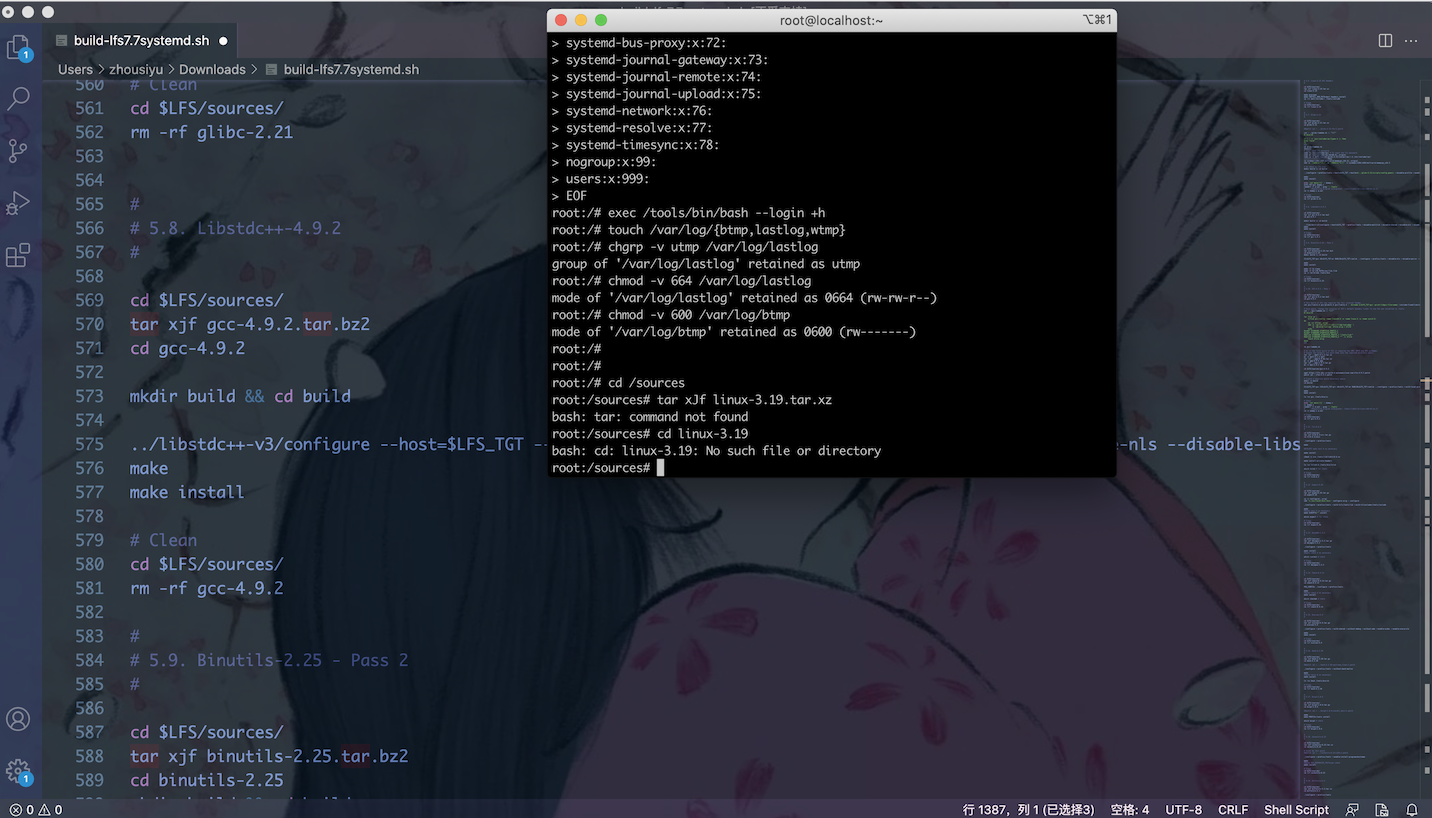 build-lfs7.7systemd.sh
Users > zhousiyu > Downloads > build-lfs7.7systemd.sh
560 # Clean
561 cd $LFS/sources/
562 rm -rf glibc-2.21
563
564
565 #
566 # 5.8. Libstdc++-4.9.2
567 #
568
569 cd $LFS/sources/
570 tar xjf gcc-4.9.2.tar.bz2
571 cd gcc-4.9.2
572
573 mkdir build && cd build
574
575 ../libstdc++-v3/configure --host=$LFS_TGT --
-nls --disable-libs
576 make
577 make install
578
579 # Clean
580 cd $LFS/sources/
581 rm -rf gcc-4.9.2
582
583 #
584 # 5.9. Binutils-2.25 - Pass 2
585 #
586
587 cd $LFS/sources/
588 tar xjf binutils-2.25.tar.bz2
589 cd binutils-2.25
root@localhost:~
⌥⌘1
> systemd-bus-proxy:x:72:
> systemd-journal-gateway:x:73:
> systemd-journal-remote:x:74:
> systemd-journal-upload:x:75:
> systemd-network:x:76:
> systemd-resolve:x:77:
> systemd-timesync:x:78:
> nogroup:x:99:
> users:x:999:
> EOF
root:/# exec /tools/bin/bash --login +h
root:/# touch /var/log/{btmp,lastlog,wtmp}
root:/# chgrp -v utmp /var/log/lastlog
group of '/var/log/lastlog' retained as utmp
root:/# chmod -v 664 /var/log/lastlog
mode of '/var/log/lastlog' retained as 0664 (rw-rw-r--)
root:/# chmod -v 600 /var/log/btmp
mode of '/var/log/btmp' retained as 0600 (rw-------)
root:/#
root:/#
root:/# cd /sources
root:/sources# tar xJf linux-3.19.tar.xz
bash: tar: command not found
root:/sources# cd linux-3.19
bash: cd: linux-3.19: No such file or directory
root:/sources#
1
1
0 0
行 1387，列 1 (已选择3) 空格: 4 UTF-8 CRLF Shell Script